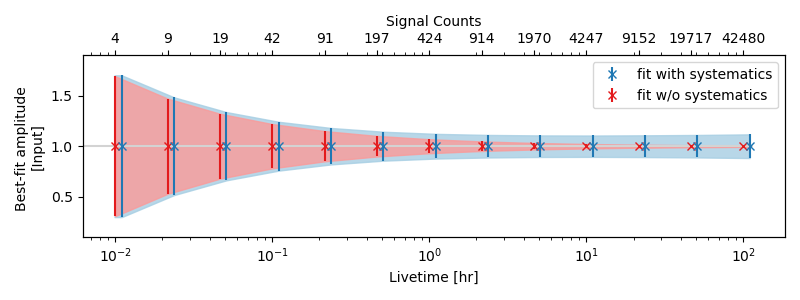 Signal Counts
4 9 19 42 91 197 424 914 1970 4247 9152 19717 42480
fit with systematics
fit w/o systematics
Best-fit amplitude
[Input]
1.5
1.0
0.5
10⁻² 10⁻¹ 10⁰ 10¹ 10²
Livetime [hr]